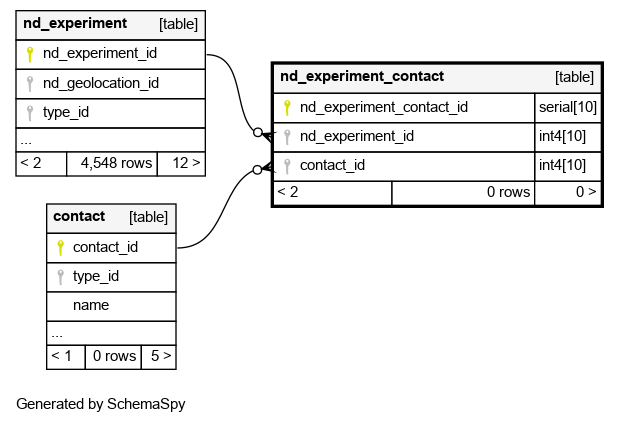 nd_experiment [table]
nd_experiment_id
nd_geolocation_id
type_id
...
< 2 4,548 rows 12 >
nd_experiment_contact [table]
nd_experiment_contact_id serial[10]
nd_experiment_id int4[10]
contact_id int4[10]
< 2 0 rows 0 >
contact [table]
contact_id
type_id
name
...
< 1 0 rows 5 >
Generated by SchemaSpy